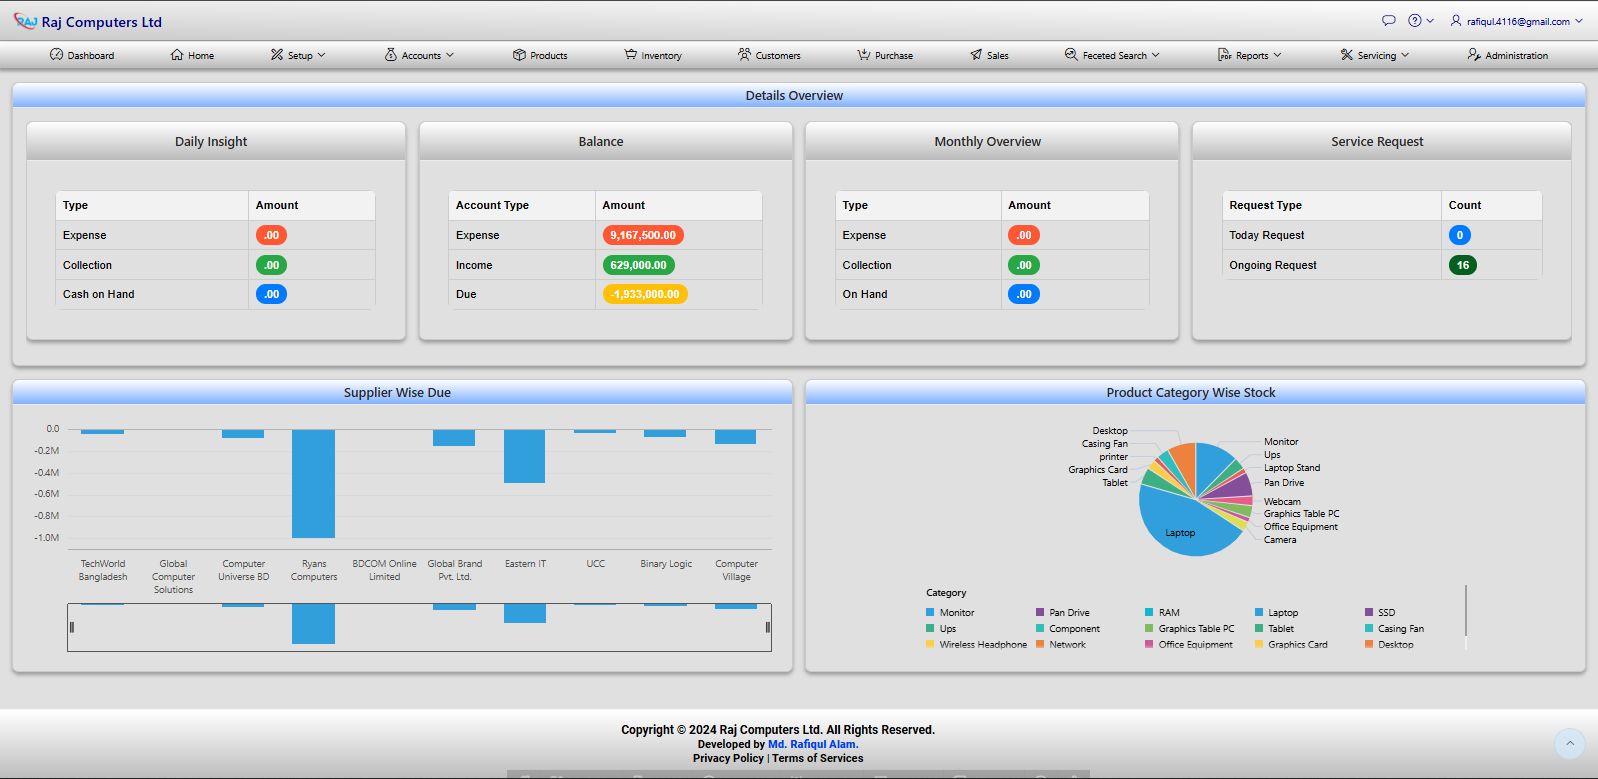 RAJ Raj Computers Ltd
rafiqul.4116@gmail.com
Dashboard Home Setup Accounts Products Inventory Customers Purchase Sales Feceted Search Reports Servicing Administration
Details Overview
Daily Insight
Type Amount
Expense .00
Collection .00
Cash on Hand .00
Balance
Account Type Amount
Expense 9,167,500.00
Income 629,000.00
Due -1,933,000.00
Monthly Overview
Type Amount
Expense .00
Collection .00
On Hand .00
Service Request
Request Type Count
Today Request 0
Ongoing Request 16
Supplier Wise Due
0.0
-0.2M
-0.4M
-0.6M
-0.8M
-1.0M
TechWorld
Bangladesh
Global
Computer
Solutions
Computer
Universe BD
Ryans
Computers
BDCOM Online
Limited
Global Brand
Pvt. Ltd.
Eastern IT
UCC
Binary Logic
Computer
Village
Product Category Wise Stock
Desktop
Casing Fan
printer
Graphics Card
Tablet
Monitor
Ups
Laptop Stand
Pan Drive
Webcam
Graphics Table PC
Office Equipment
Camera
Laptop
Category
Monitor Pan Drive RAM Laptop SSD
Ups Component Graphics Table PC Tablet Casing Fan
Wireless Headphone Network Office Equipment Graphics Card Desktop
Copyright © 2024 Raj Computers Ltd. All Rights Reserved.
Developed by Md. Rafiqul Alam.
Privacy Policy | Terms of Services